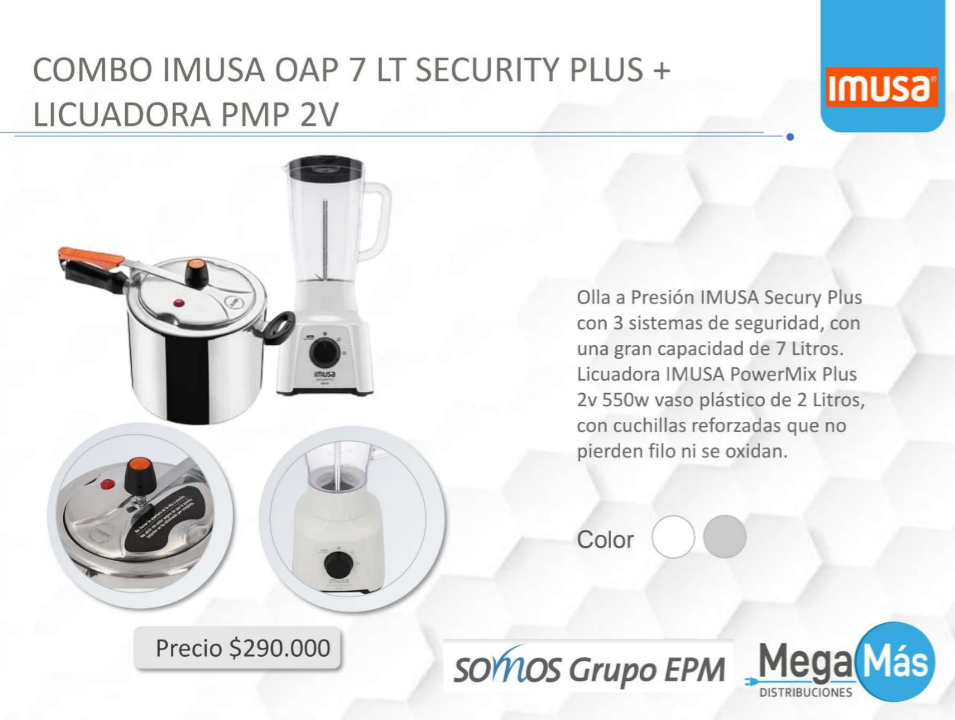 COMBO IMUSA OAP 7 LT SECURITY PLUS +
LICUADORA PMP 2V
IMUSA
Olla a Presión IMUSA Secury Plus
con 3 sistemas de seguridad, con
una gran capacidad de 7 Litros.
Licuadora IMUSA PowerMix Plus
2v 550w vaso plástico de 2 Litros,
con cuchillas reforzadas que no
pierden filo ni se oxidan.
IMUSA
IMUSA
Color
Precio $290.000
somos Grupo EPM
MegaMás
DISTRIBUCIONES